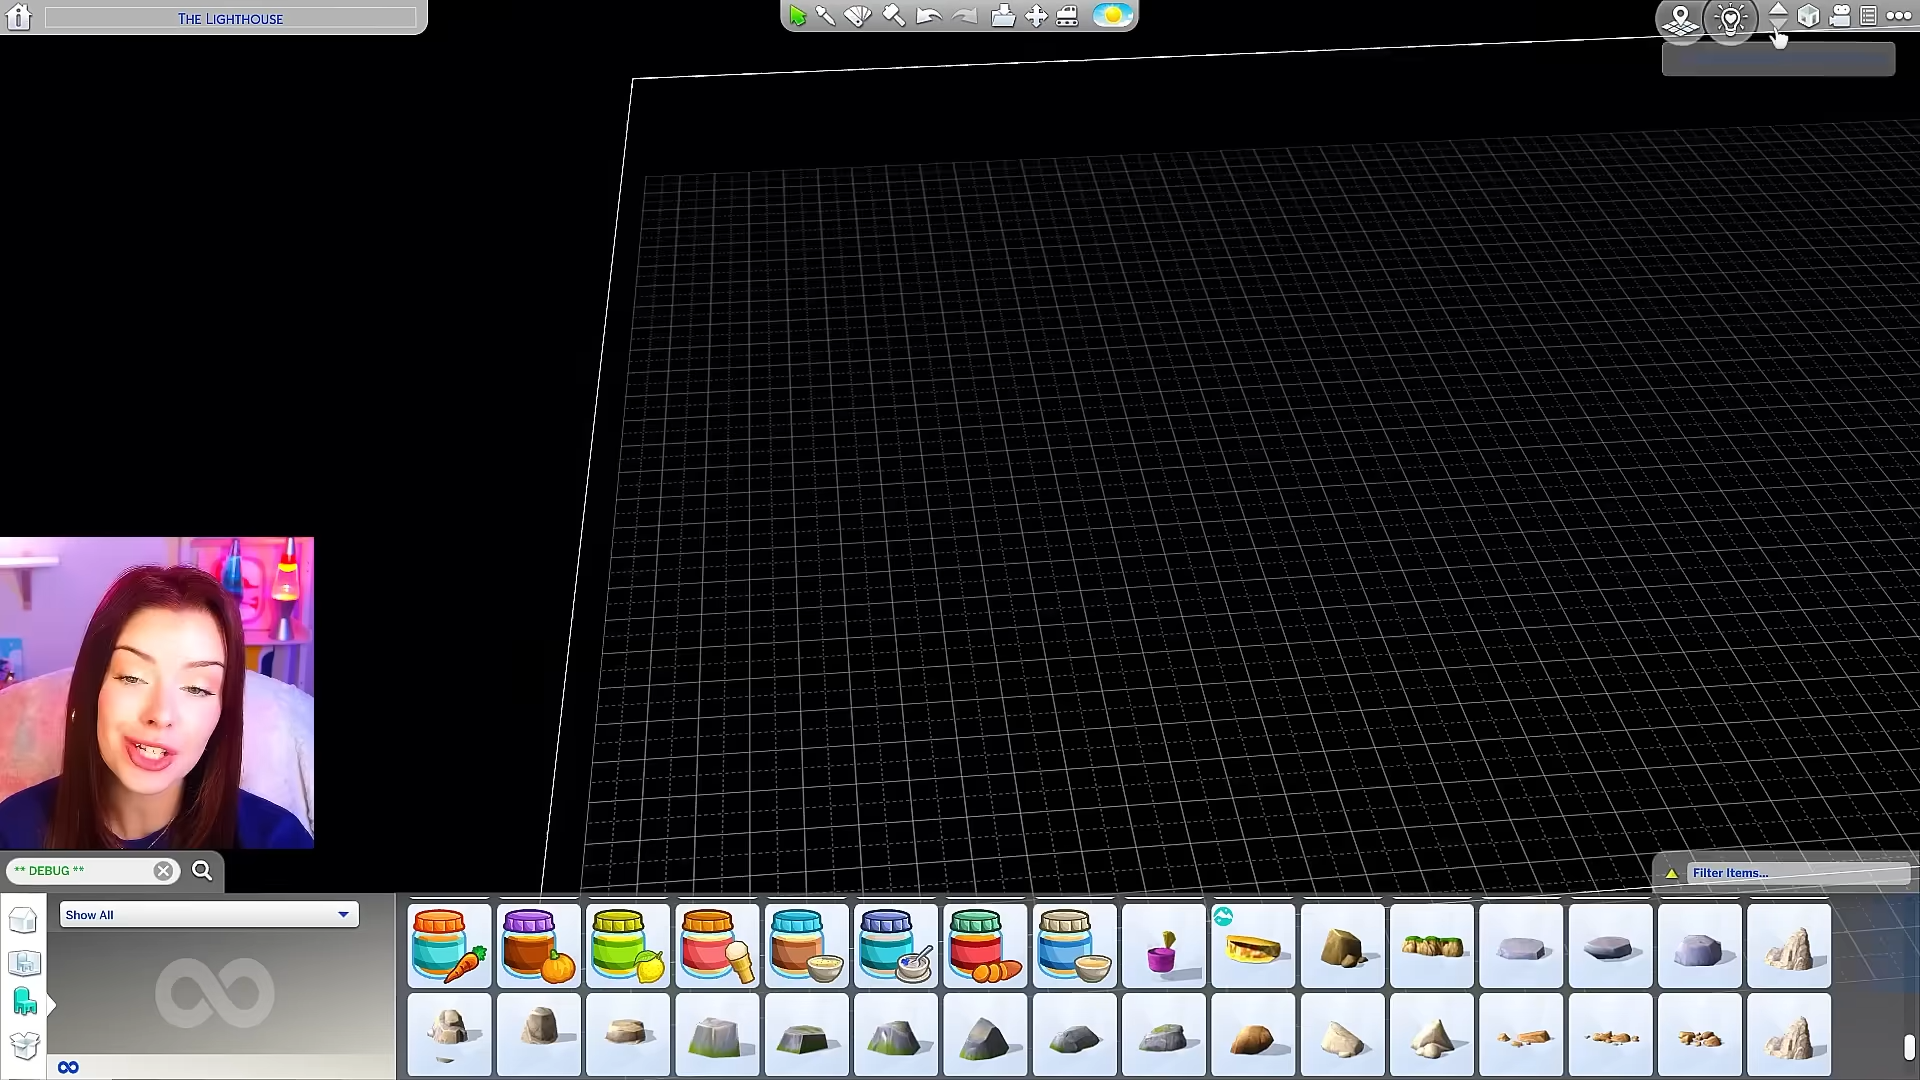 THE LIGHTHOUSE
** DEBUG **
Filter Items...
Show All